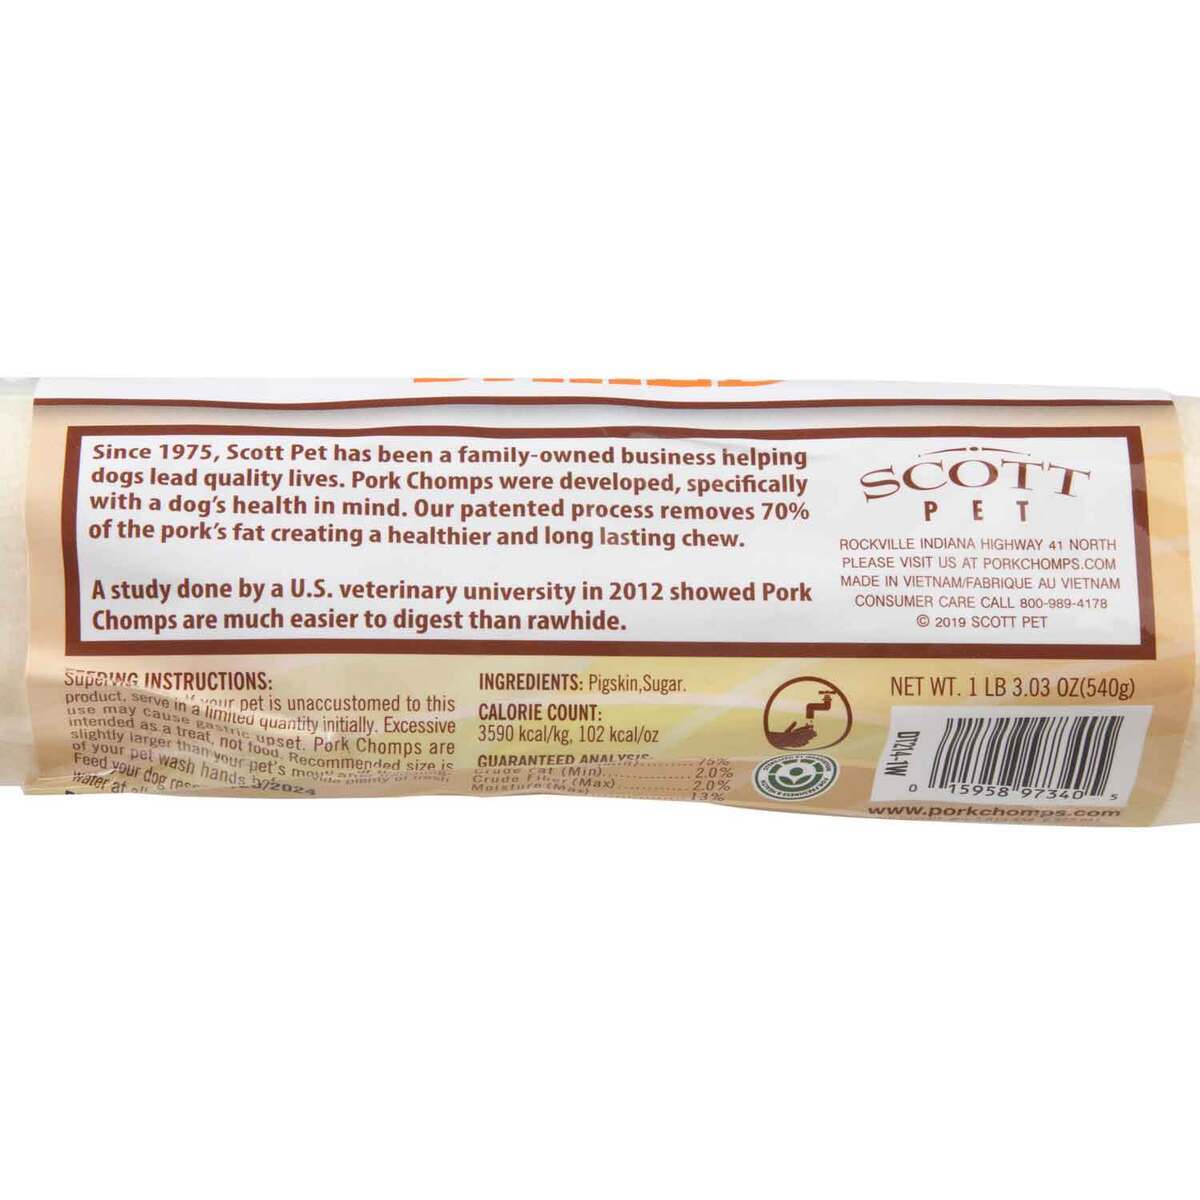 Since 1975, Scott Pet has been a family-owned business helping
dogs lead quality lives. Pork Chomps were developed, specifically
with a dog's health in mind. Our patented process removes 70%
of the pork's fat creating a healthier and long lasting chew.
A study done by a U.S. veterinary university in 2012 showed Pork
Chomps are much easier to digest than rawhide.
SCOTT
PET
ROCKVILLE INDIANA HIGHWAY 41 NORTH
PLEASE VISIT US AT PORKCHOMPS.COM
MADE IN VIETNAM/FABRIQUE AU VIETNAM
CONSUMER CARE CALL 800-989-4178
© 2019 SCOTT PET
INSTRUCTIONS:
product, serve in a limited quantity initially. Excessive
pet is unaccustomed to this
use may cause gastric upset. Pork Chomps are
intended as a treat, not food. Recommended size is
slightly larger than your pet's
of your pet wash hands
Feed your dog
water at
INGREDIENTS: Pigskin,Sugar.
CALORIE COUNT:
3590 kcal/kg, 102 kcal/oz
GUARANTEED ANALYSIS
75%
Crude Fat (Min) 2.0%
Crude Fiber (Max) 2.0%
Moisture (Max) 13%
NET WT. 1 LB 3.03 OZ(540g)
DT214-1W
0 15958 97340 5
www.porkchomps.com